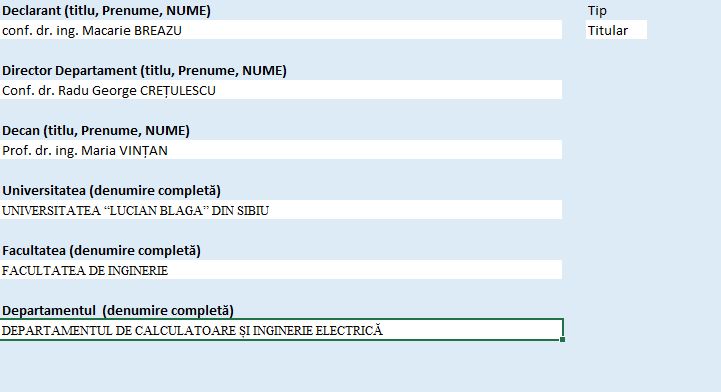 Declarant (titlu, Prenume, NUME)
Tip
conf. dr. ing. Macarie BREAZU
Titular
Director Departament (titlu, Prenume, NUME)
Conf. dr. Radu George CREȚULESCU
Decan (titlu, Prenume, NUME)
Prof. dr. ing. Maria VINȚAN
Universitatea (denumire completă)
UNIVERSITATEA “LUCIAN BLAGA” DIN SIBIU
Facultatea (denumire completă)
FACULTATEA DE INGINERIE
Departamentul  (denumire completă)
DEPARTAMENTUL DE CALCULATOARE ȘI INGINERIE ELECTRICĂ